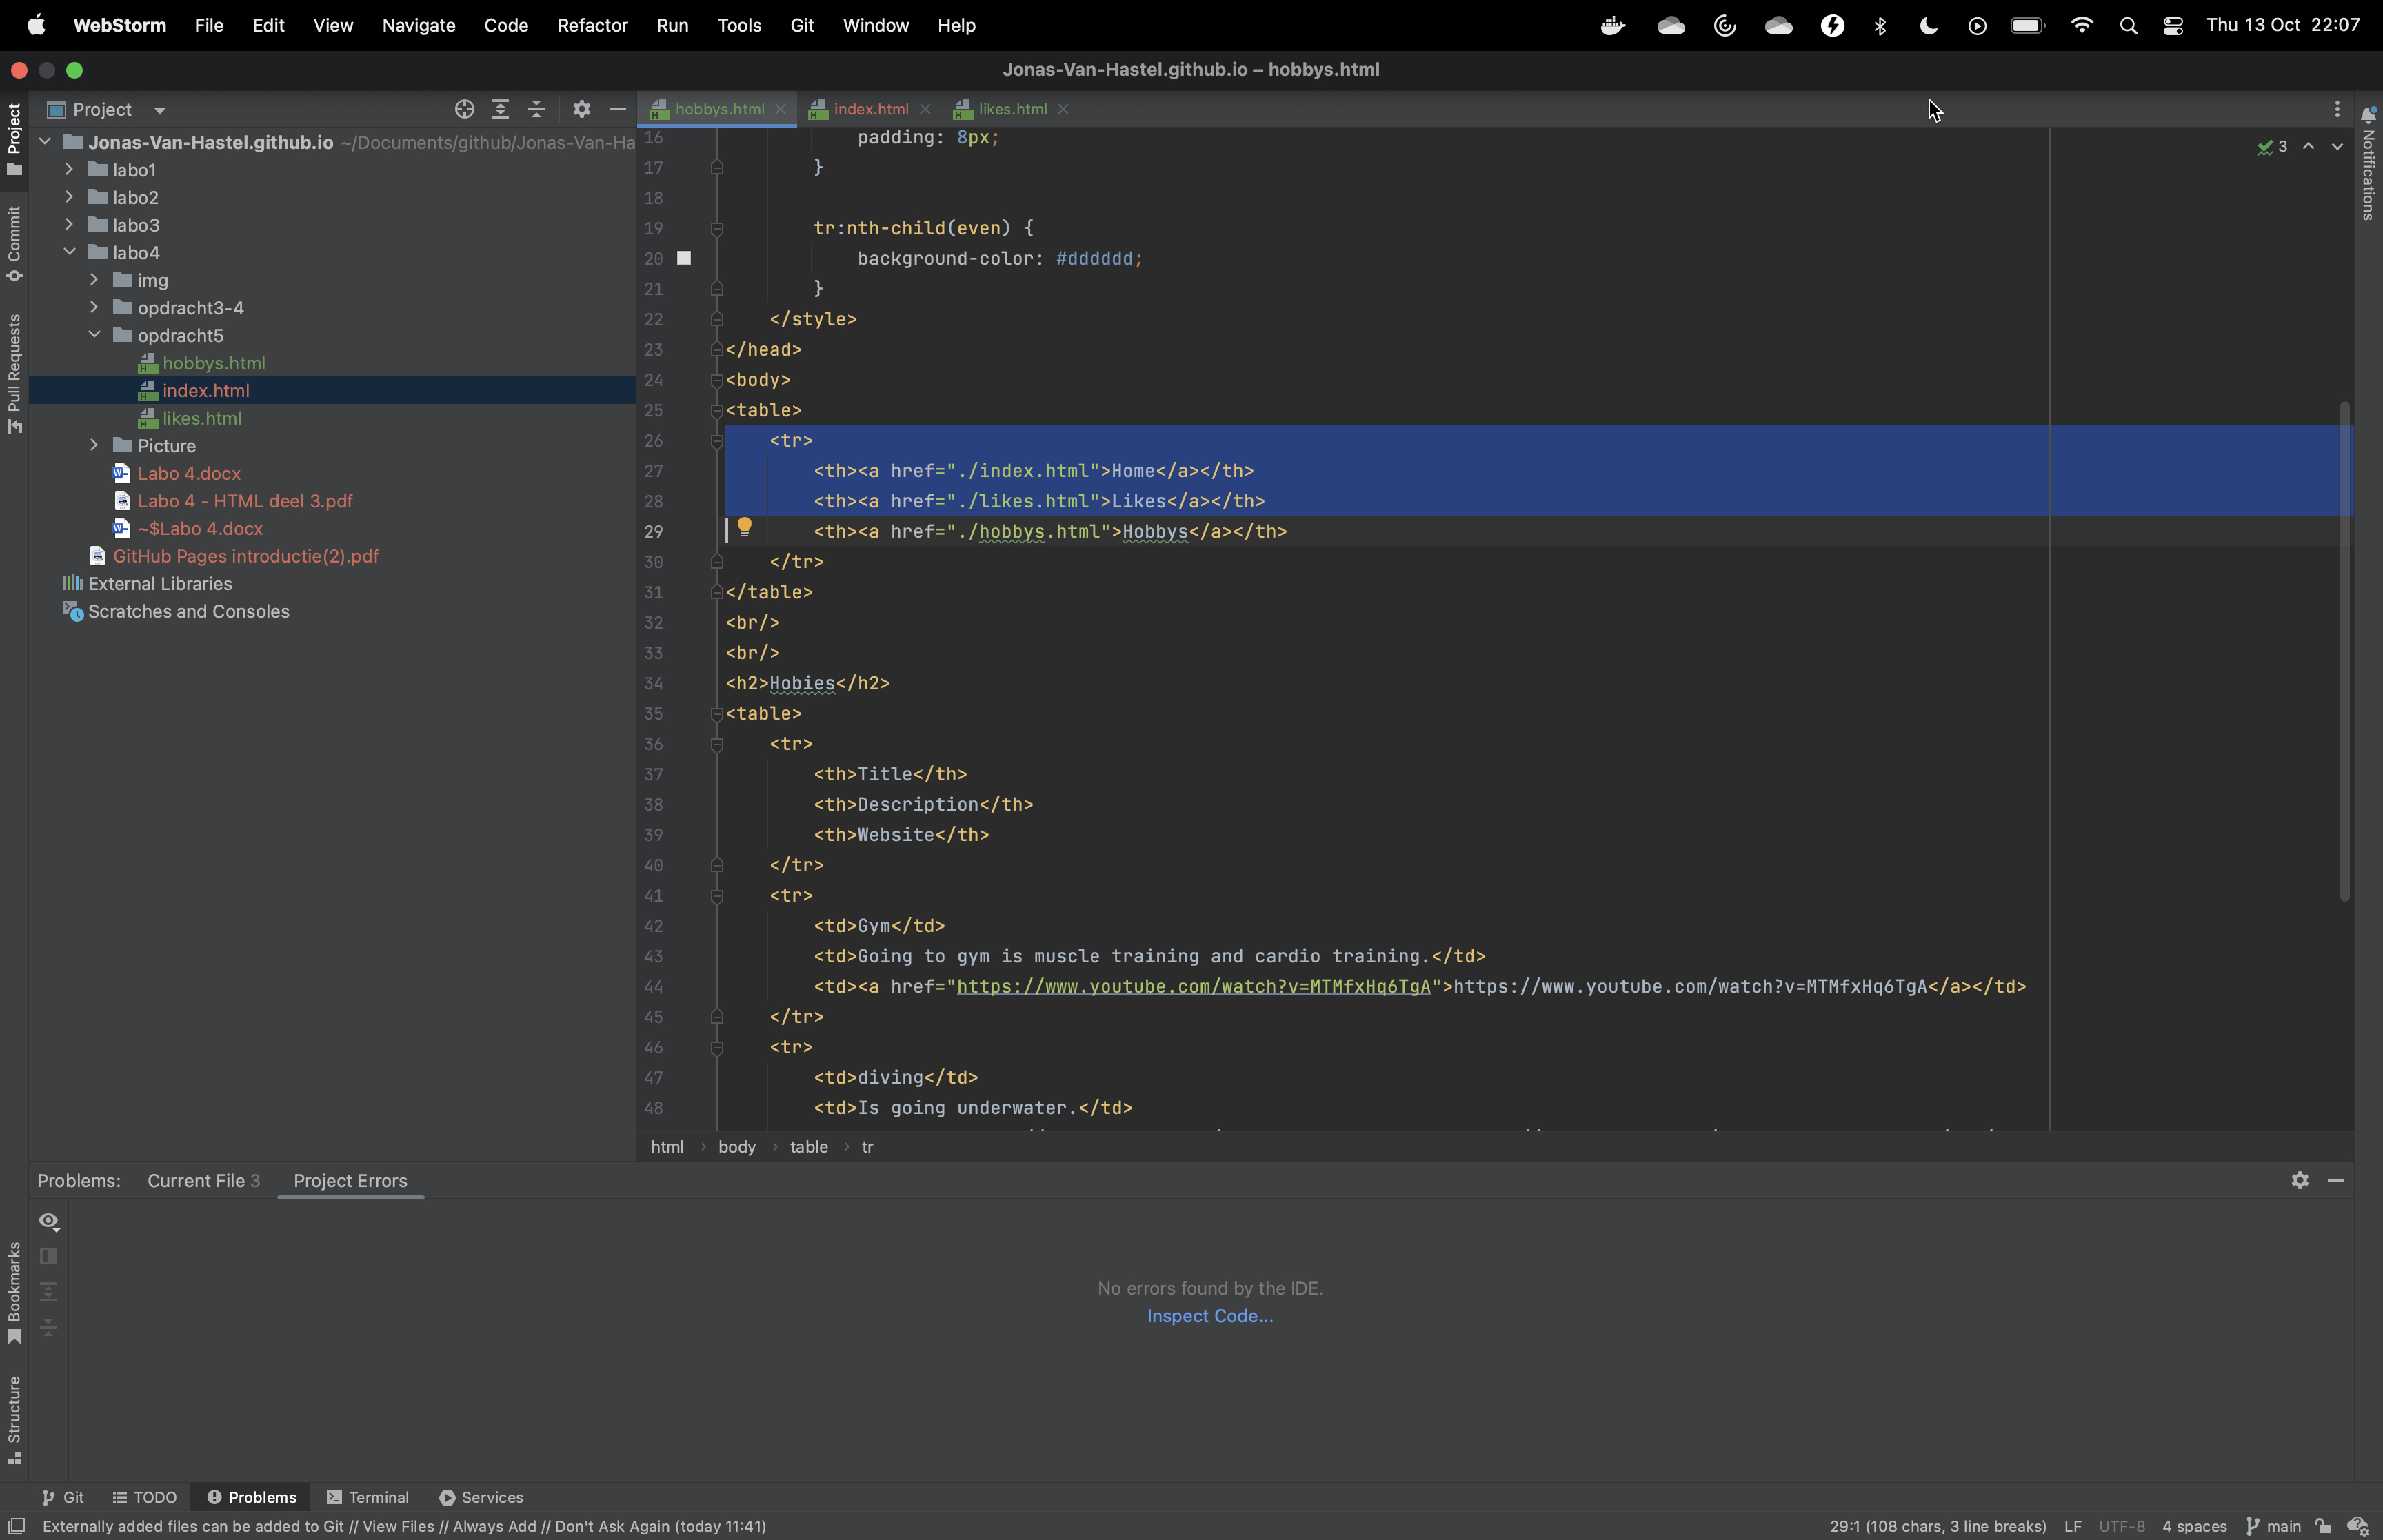 WebStorm File Edit View Navigate Code Refactor Run Tools Git Window Help Thu 13 Oct 22:07
Jonas-Van-Hastel.github.io – hobbys.html
Project
Commit
Pull Requests
Bookmarks
Structure
Project
Jonas-Van-Hastel.github.io ~/Documents/github/Jonas-Van-Ha
labo1
labo2
labo3
labo4
img
opdracht3-4
opdracht5
hobbys.html
index.html
likes.html
Picture
Labo 4.docx
Labo 4 - HTML deel 3.pdf
~$Labo 4.docx
GitHub Pages introductie(2).pdf
External Libraries
Scratches and Consoles
hobbys.html index.html likes.html
3
Notifications
16 padding: 8px;
17 }
18
19 tr:nth-child(even) {
20 background-color: #dddddd;
21 }
22 </style>
23 </head>
24 <body>
25 <table>
26 <tr>
27 <th><a href="./index.html">Home</a></th>
28 <th><a href="./likes.html">Likes</a></th>
29 <th><a href="./hobbys.html">Hobbys</a></th>
30 </tr>
31 </table>
32 <br/>
33 <br/>
34 <h2>Hobies</h2>
35 <table>
36 <tr>
37 <th>Title</th>
38 <th>Description</th>
39 <th>Website</th>
40 </tr>
41 <tr>
42 <td>Gym</td>
43 <td>Going to gym is muscle training and cardio training.</td>
44 <td><a href="https://www.youtube.com/watch?v=MTMfxHq6TgA">https://www.youtube.com/watch?v=MTMfxHq6TgA</a></td>
45 </tr>
46 <tr>
47 <td>diving</td>
48 <td>Is going underwater.</td>
html body table tr
Problems: Current File 3 Project Errors
No errors found by the IDE.
Inspect Code...
Git TODO Problems Terminal Services
Externally added files can be added to Git // View Files // Always Add // Don't Ask Again (today 11:41) 29:1 (108 chars, 3 line breaks) LF UTF-8 4 spaces main